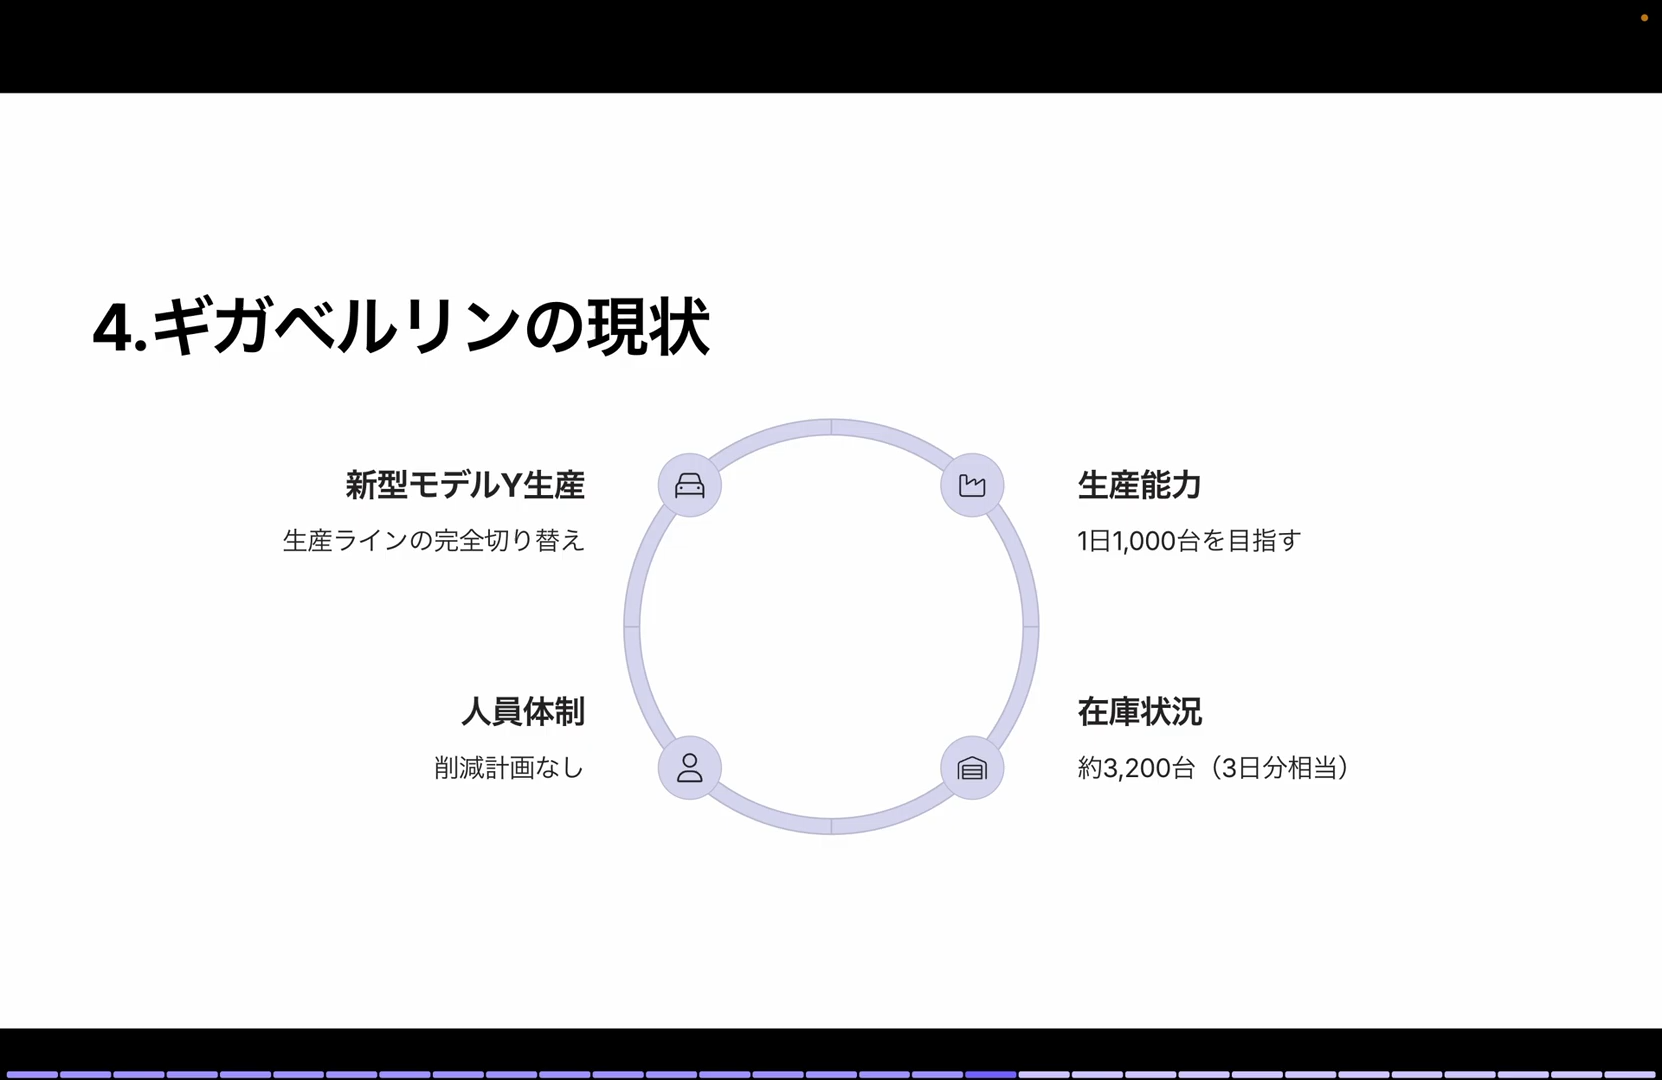 4.ギガベルリンの現状
新型モデルY生産
生産ラインの完全切り替え
生産能力
1日1,000台を目指す
人員体制
削減計画なし
在庫状況
約3,200台（3日分相当）